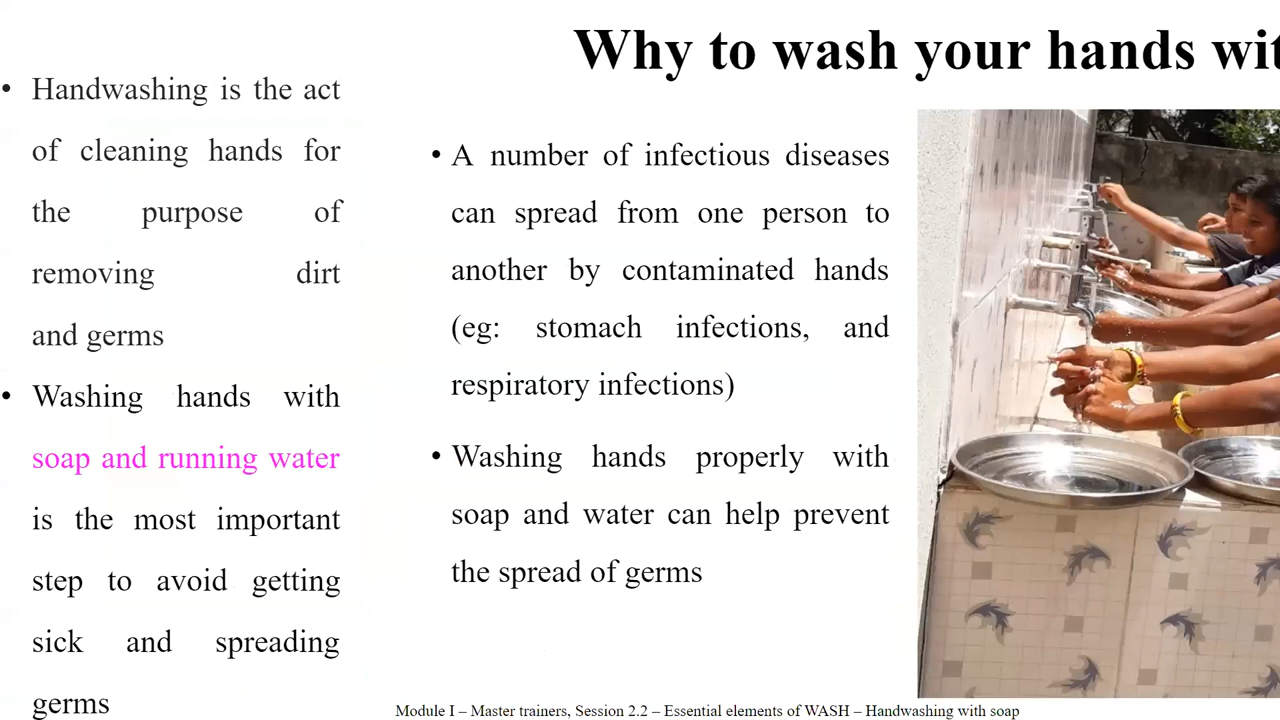 Why to wash your hands wit
• Handwashing is the act
of cleaning hands for
the purpose of
removing dirt
and germs
• Washing hands with
soap and running water
is the most important
step to avoid getting
sick and spreading
germs
• A number of infectious diseases
can spread from one person to
another by contaminated hands
(eg: stomach infections, and
respiratory infections)
• Washing hands properly with
soap and water can help prevent
the spread of germs
Module I – Master trainers, Session 2.2 – Essential elements of WASH – Handwashing with soap